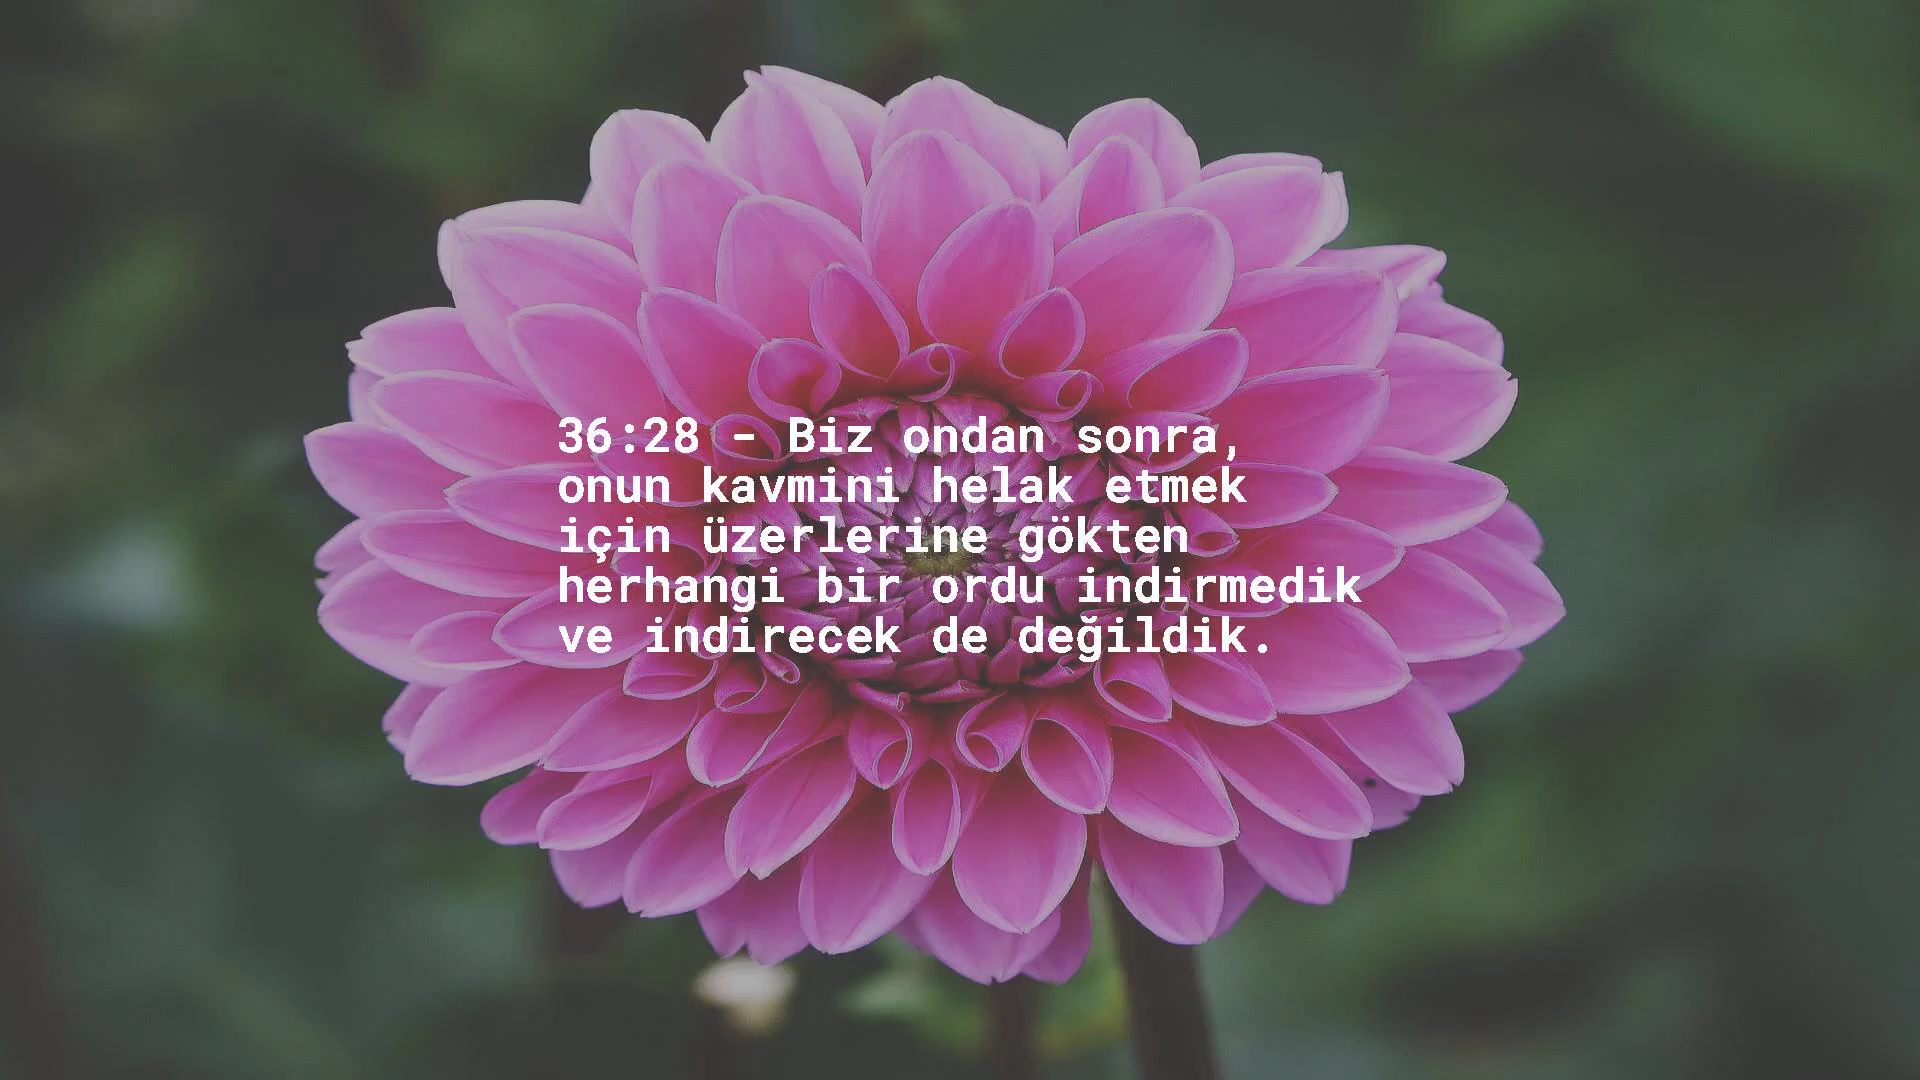 36:28 - Biz ondan sonra,
onun kavmini helak etmek
için üzerlerine gökten
herhangi bir ordu indirmedik
ve indirecek de değildik.